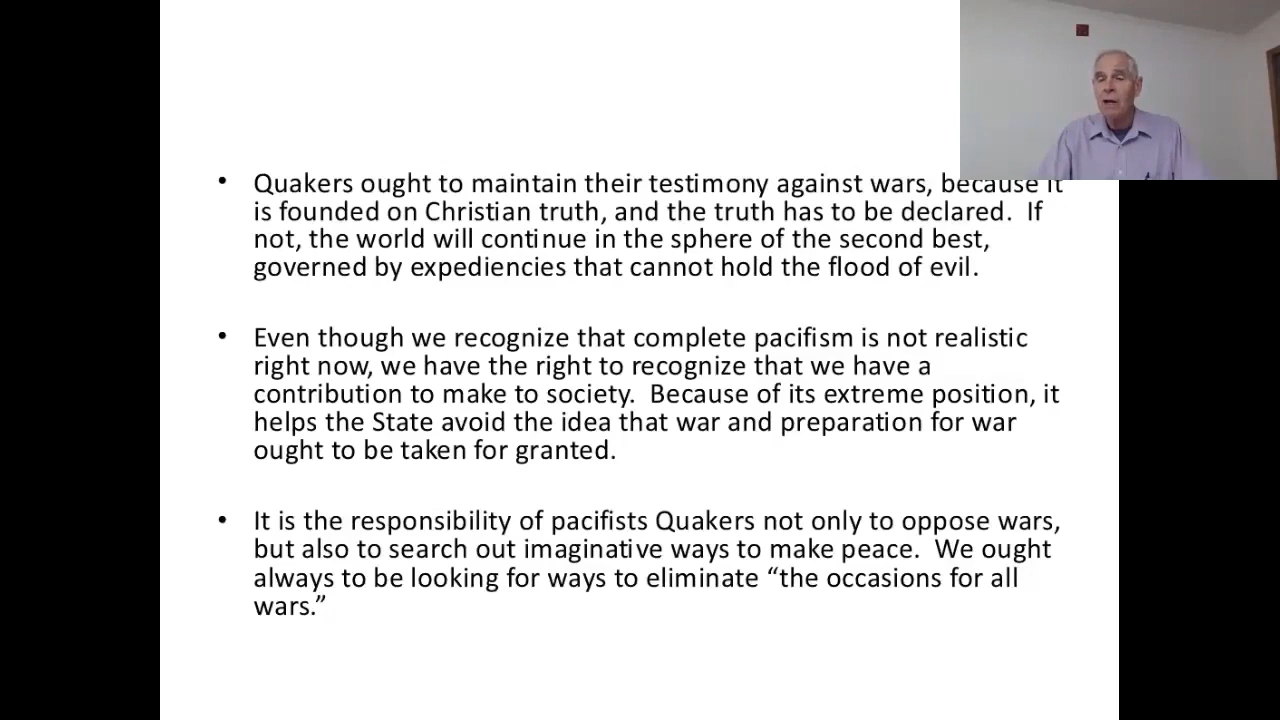 • Quakers ought to maintain their testimony against wars, because it
is founded on Christian truth, and the truth has to be declared.  If
not, the world will continue in the sphere of the second best,
governed by expediencies that cannot hold the flood of evil.
• Even though we recognize that complete pacifism is not realistic
right now, we have the right to recognize that we have a
contribution to make to society.  Because of its extreme position, it
helps the State avoid the idea that war and preparation for war
ought to be taken for granted.
• It is the responsibility of pacifists Quakers not only to oppose wars,
but also to search out imaginative ways to make peace.  We ought
always to be looking for ways to eliminate “the occasions for all
wars.”